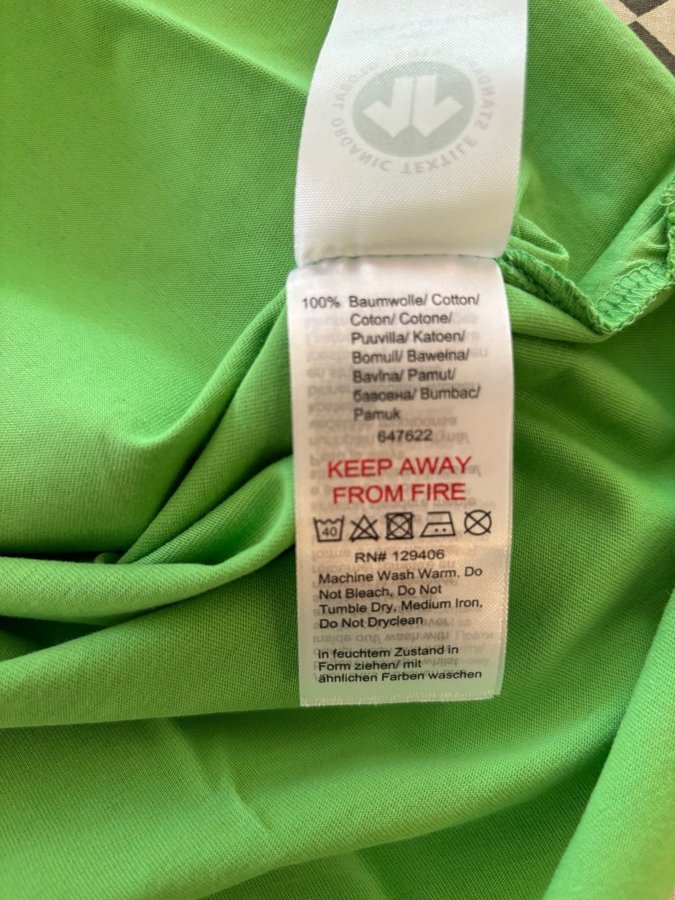 ORGANIC TEXTILE STANDARD
100% Baumwolle/ Cotton/
Coton/ Cotone/
Puuvilla/ Katoen/
Bomull/ Bawełna/
Bavlna/ Pamut/
бавовна/ Bumbac/
Pamuk
647622
KEEP AWAY
FROM FIRE
40
RN# 129406
Machine Wash Warm, Do
Not Bleach, Do Not
Tumble Dry, Medium Iron,
Do Not Dryclean
in feuchtem Zustand in
Form ziehen/ mit
ähnlichen Farben waschen